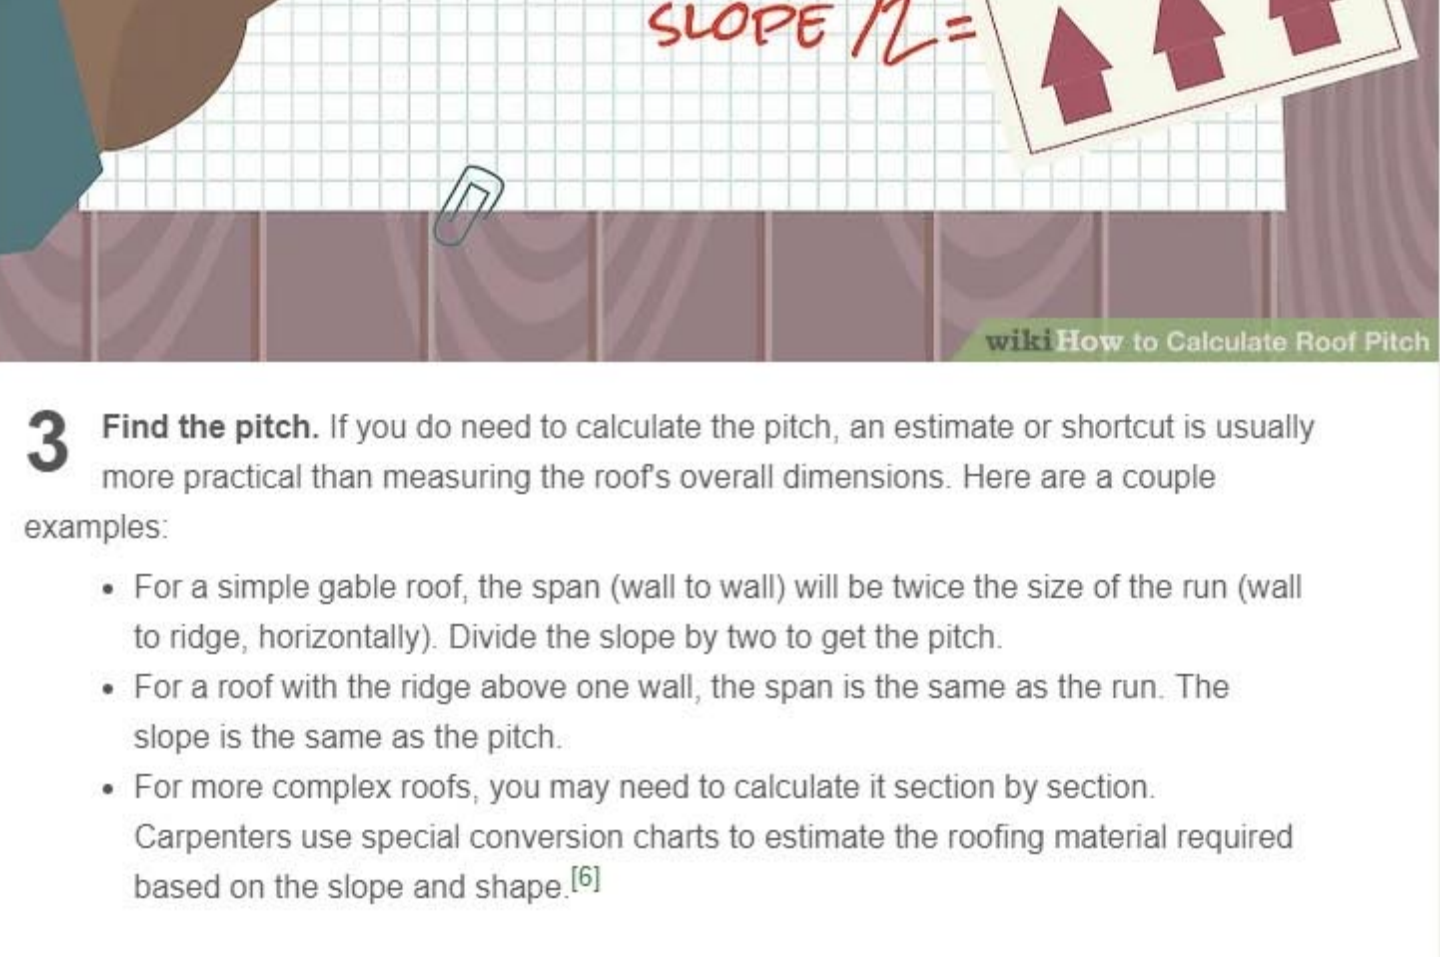 SLOPE /2 =
wikiHow to Calculate Roof Pitch
3 Find the pitch. If you do need to calculate the pitch, an estimate or shortcut is usually
more practical than measuring the roof's overall dimensions. Here are a couple
examples:
• For a simple gable roof, the span (wall to wall) will be twice the size of the run (wall
to ridge, horizontally). Divide the slope by two to get the pitch.
• For a roof with the ridge above one wall, the span is the same as the run. The
slope is the same as the pitch.
• For more complex roofs, you may need to calculate it section by section.
Carpenters use special conversion charts to estimate the roofing material required
based on the slope and shape.[6]